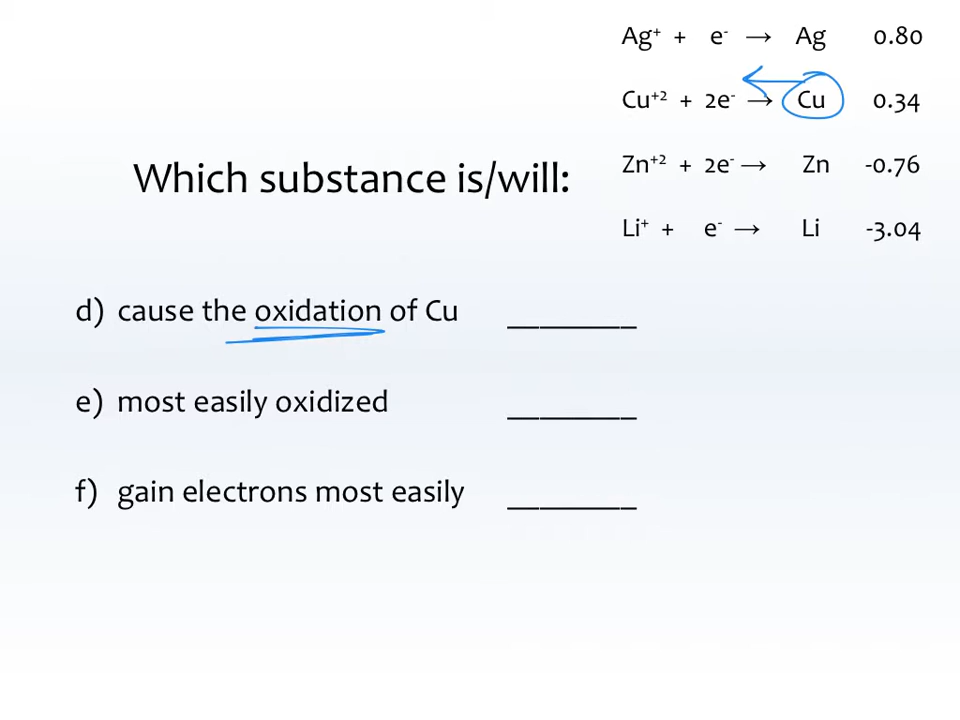 Ag⁺ + e⁻ → Ag 0.80
Cu⁺² + 2e⁻ → Cu 0.34
Zn⁺² + 2e⁻ → Zn -0.76
Li⁺ + e⁻ → Li -3.04
Which substance is/will:
d) cause the oxidation of Cu ________
e) most easily oxidized ________
f) gain electrons most easily ________